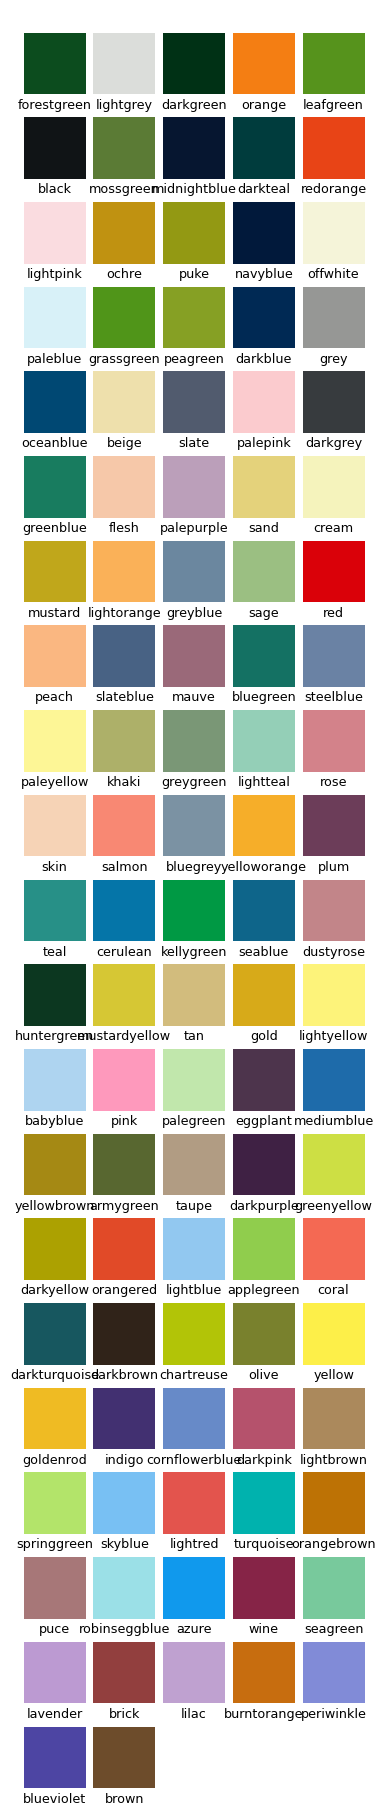 forestgreen lightgrey darkgreen orange leafgreen
black mossgreen midnightblue darkteal redorange
lightpink ochre puke navyblue offwhite
paleblue grassgreen peagreen darkblue grey
oceanblue beige slate palepink darkgrey
greenblue flesh palepurple sand cream
mustard lightorange greyblue sage red
peach slateblue mauve bluegreen steelblue
paleyellow khaki greygreen lightteal rose
skin salmon bluegrey yelloworange plum
teal cerulean kellygreen seablue dustyrose
huntergreen mustardyellow tan gold lightyellow
babyblue pink palegreen eggplant mediumblue
yellowbrown armygreen taupe darkpurple greenyellow
darkyellow orangered lightblue applegreen coral
darkturquoise darkbrown chartreuse olive yellow
goldenrod indigo cornflowerblue darkpink lightbrown
springgreen skyblue lightred turquoise orangebrown
puce robinseggblue azure wine seagreen
lavender brick lilac burntorange periwinkle
blueviolet brown